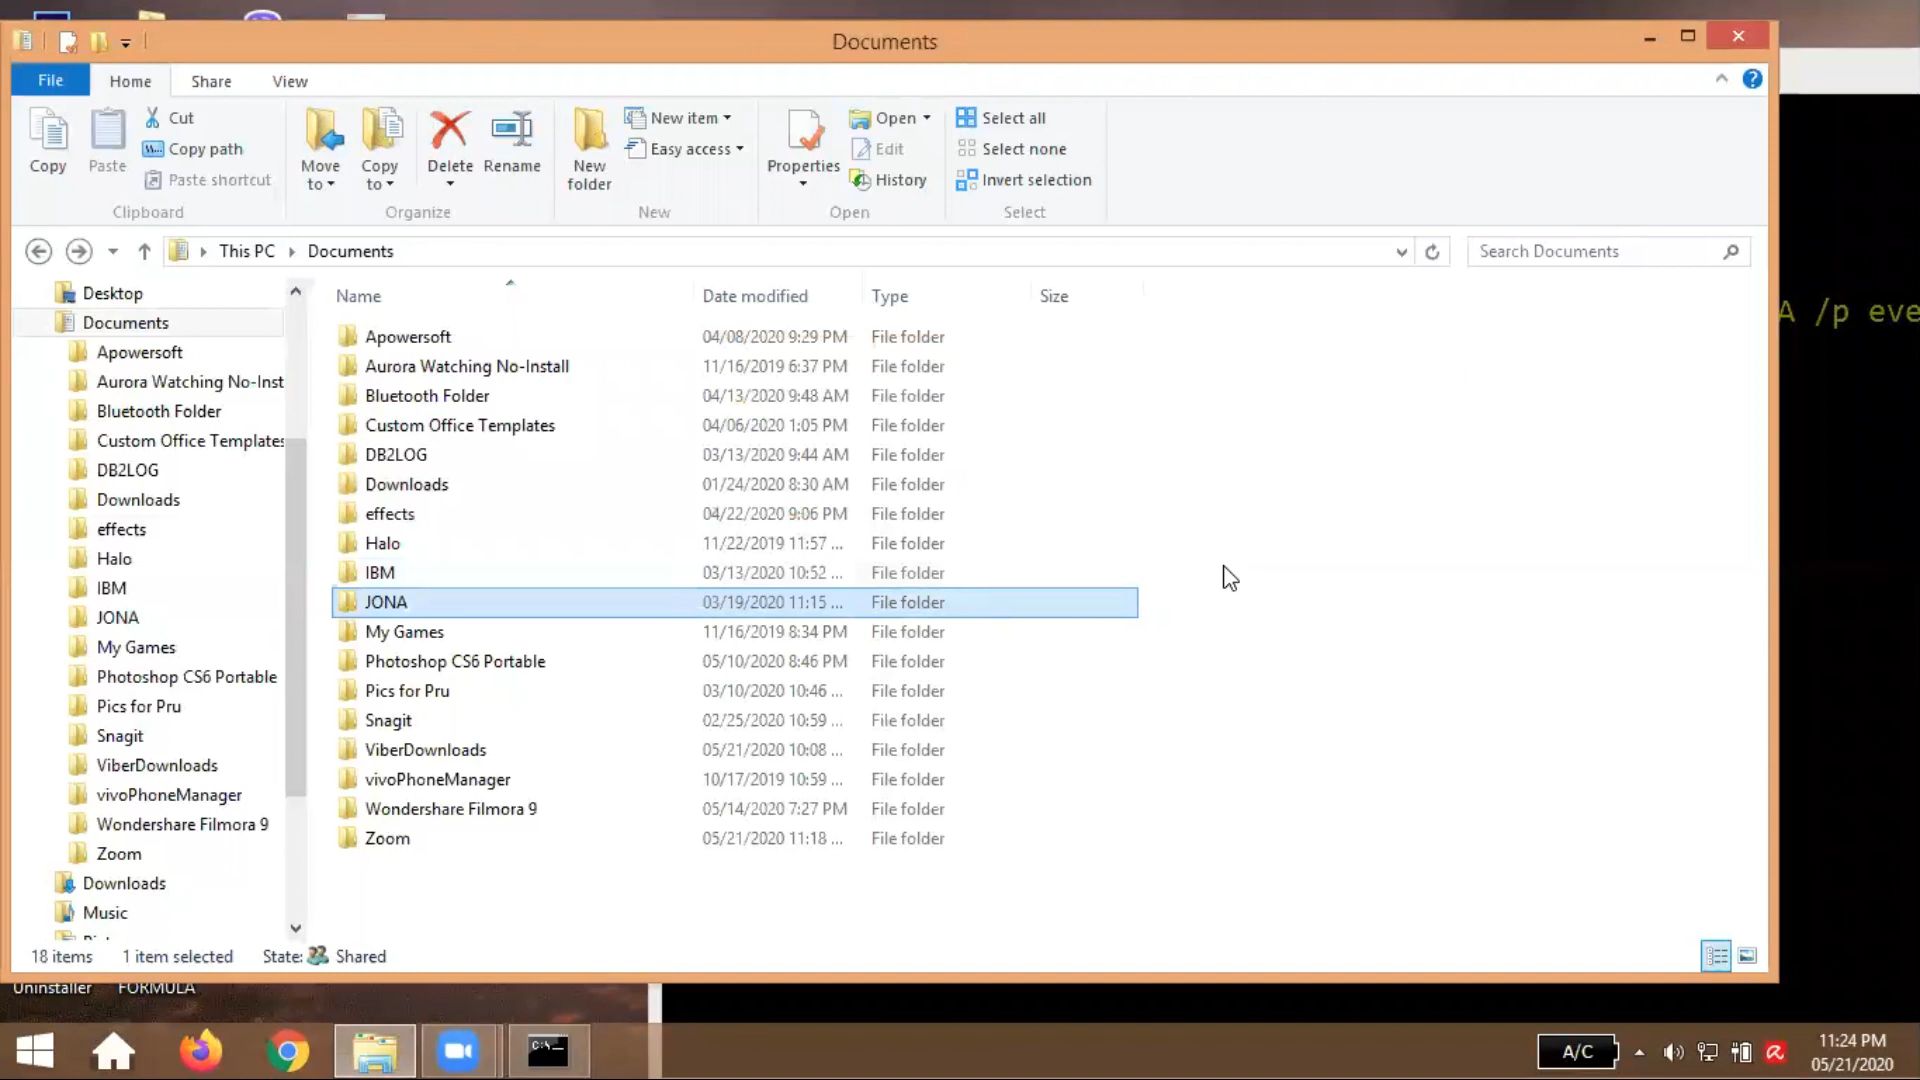 Documents
File Home Share View
Copy Paste Cut Copy path Paste shortcut
Clipboard
Move to Copy to Delete Rename
Organize
New folder New item Easy access
New
Properties Open Edit History
Open
Select all
Select none
Invert selection
Select
This PC Documents
Search Documents
Desktop
Documents
Apowersoft
Aurora Watching No-Inst
Bluetooth Folder
Custom Office Templates
DB2LOG
Downloads
effects
Halo
IBM
JONA
My Games
Photoshop CS6 Portable
Pics for Pru
Snagit
ViberDownloads
vivoPhoneManager
Wondershare Filmora 9
Zoom
Downloads
Music
Name Date modified Type Size
Apowersoft 04/08/2020 9:29 PM File folder
Aurora Watching No-Install 11/16/2019 6:37 PM File folder
Bluetooth Folder 04/13/2020 9:48 AM File folder
Custom Office Templates 04/06/2020 1:05 PM File folder
DB2LOG 03/13/2020 9:44 AM File folder
Downloads 01/24/2020 8:30 AM File folder
effects 04/22/2020 9:06 PM File folder
Halo 11/22/2019 11:57 ... File folder
IBM 03/13/2020 10:52 ... File folder
JONA 03/19/2020 11:15 ... File folder
My Games 11/16/2019 8:34 PM File folder
Photoshop CS6 Portable 05/10/2020 8:46 PM File folder
Pics for Pru 03/10/2020 10:46 ... File folder
Snagit 02/25/2020 10:59 ... File folder
ViberDownloads 05/21/2020 10:08 ... File folder
vivoPhoneManager 10/17/2019 10:59 ... File folder
Wondershare Filmora 9 05/14/2020 7:27 PM File folder
Zoom 05/21/2020 11:18 ... File folder
A /p eve
18 items 1 item selected State: Shared
Uninstaller FORMULA
C:\_
A/C
11:24 PM
05/21/2020